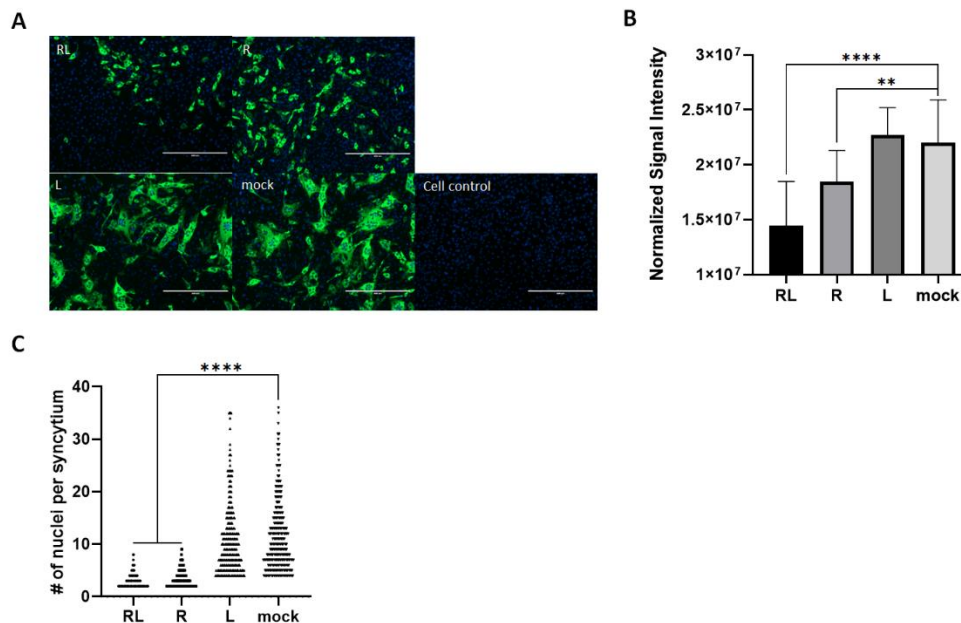 A
RL
R
L
mock
Cell control
B
Normalized Signal Intensity
3×10⁷
2.5×10⁷
2×10⁷
1.5×10⁷
1×10⁷
****
**
RL R L mock
C
# of nuclei per syncytium
40
30
20
10
0
****
RL R L mock